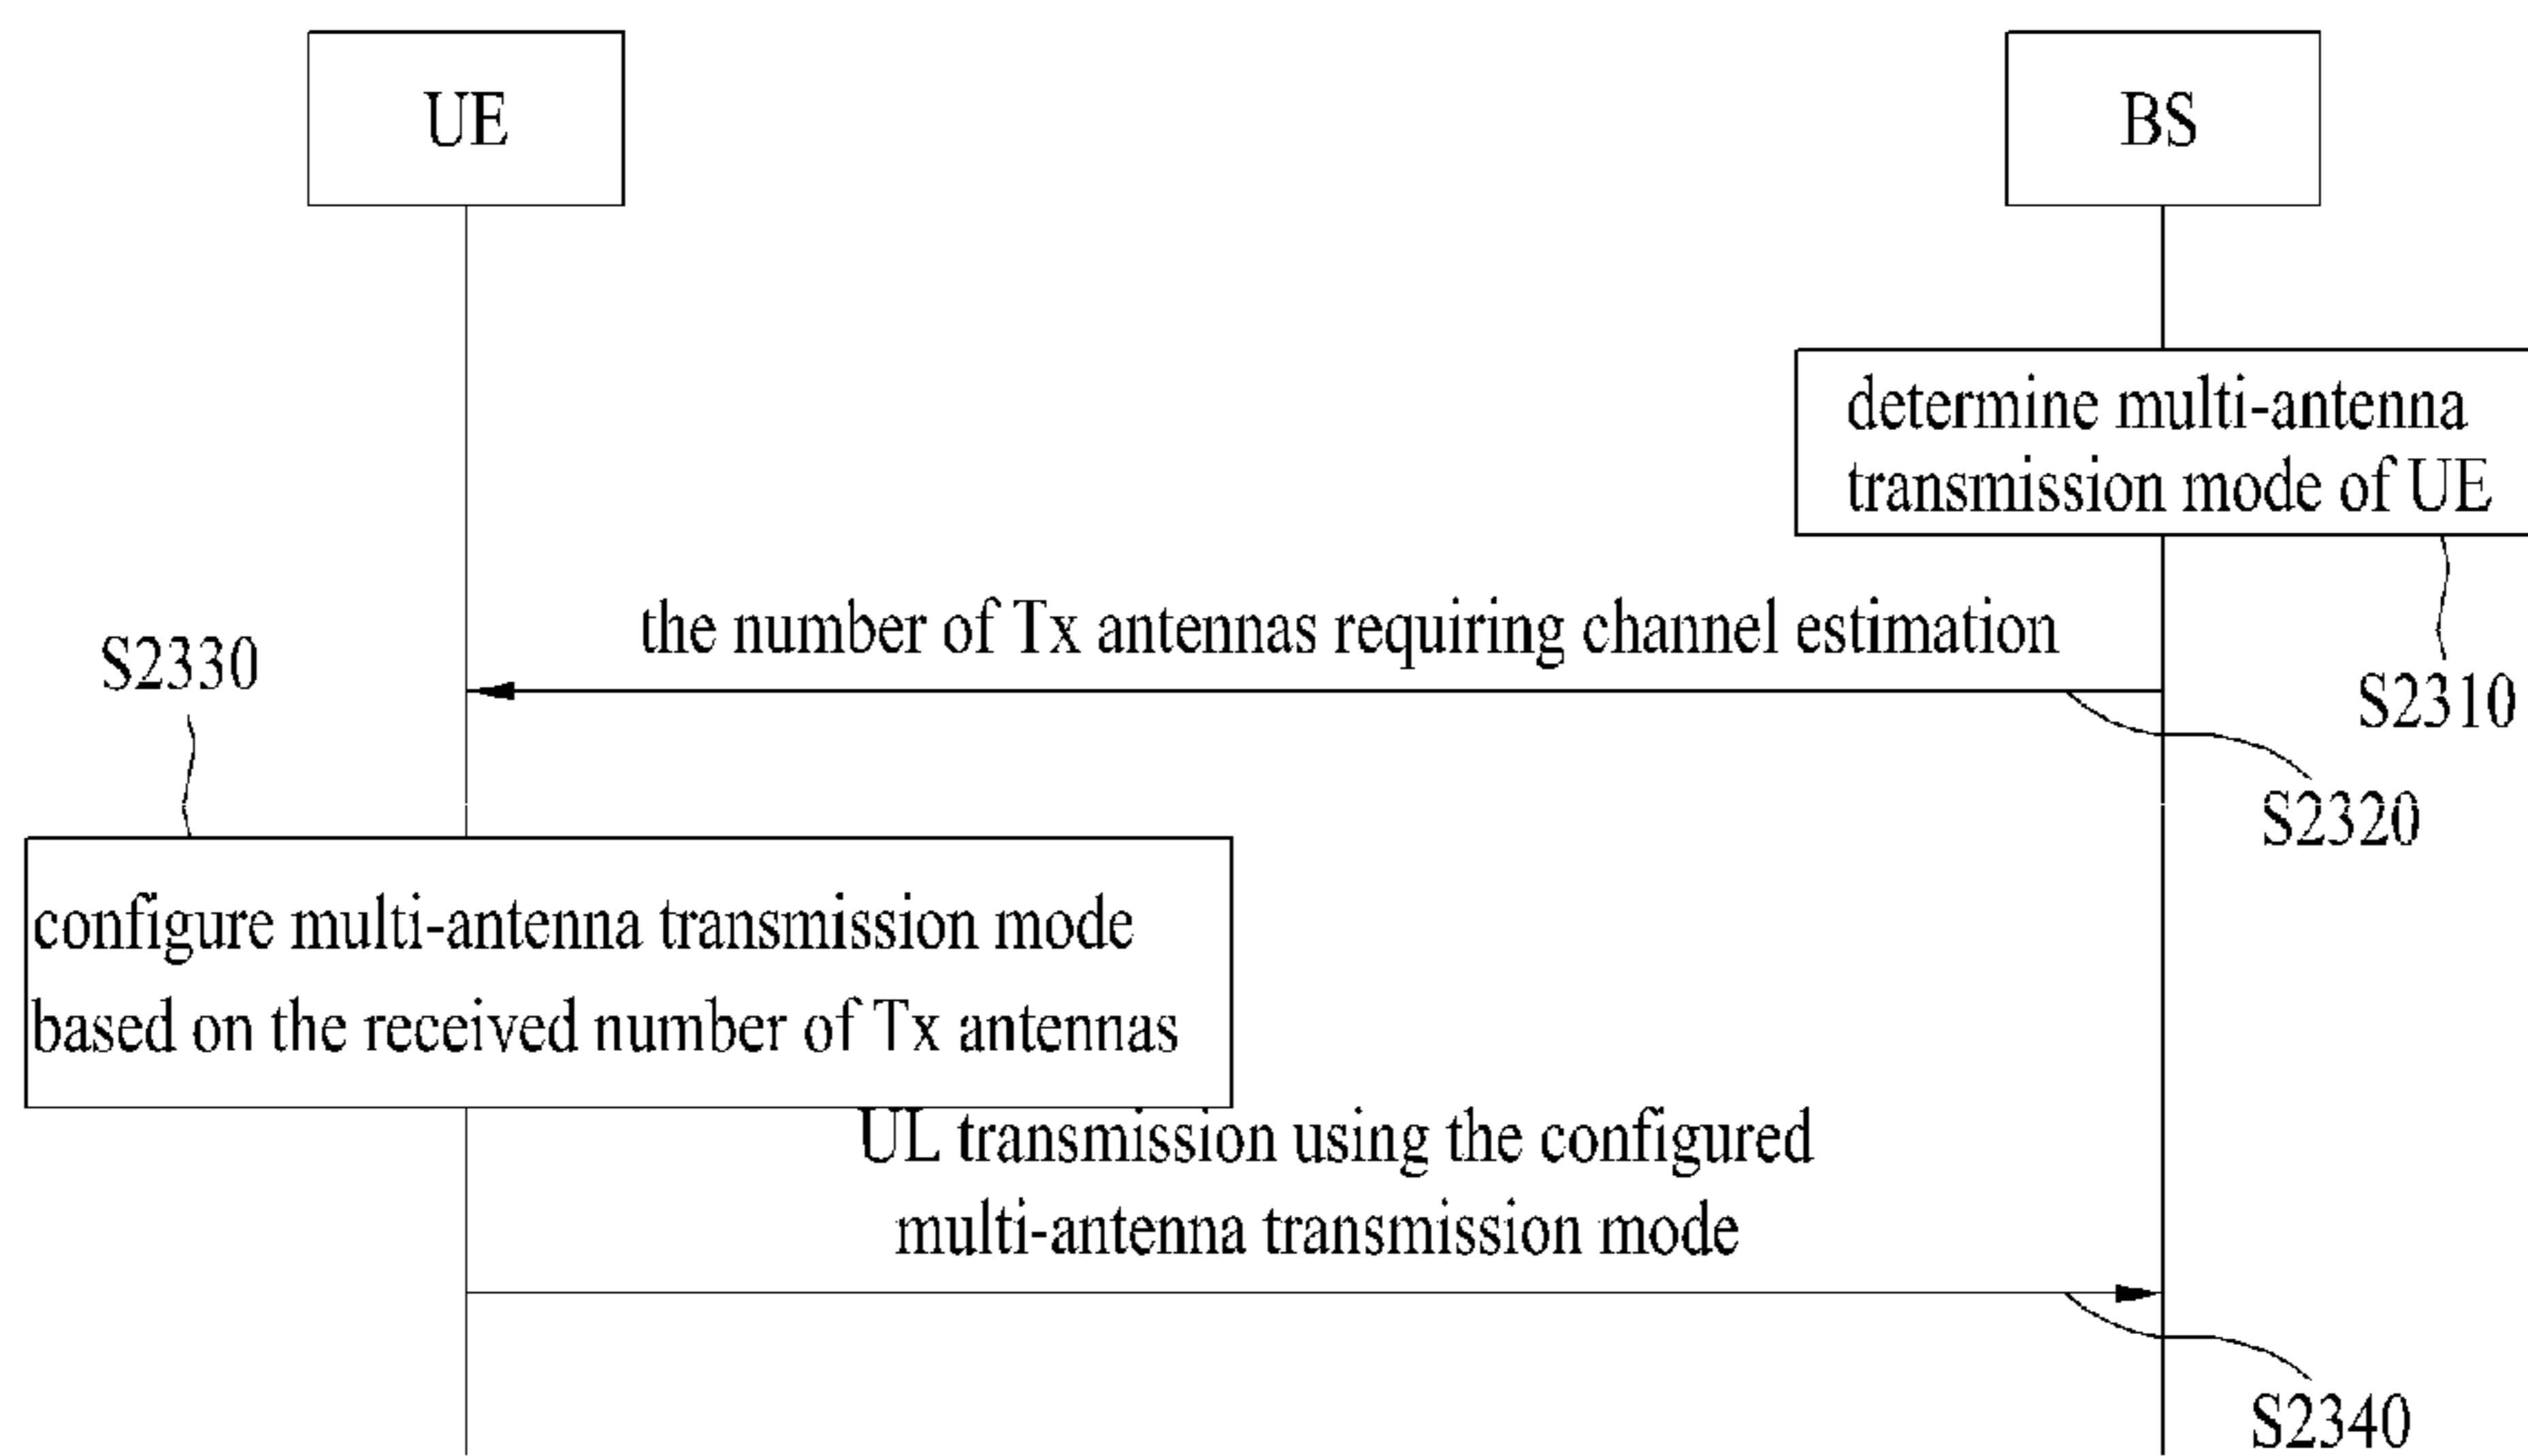 UE
BS
determine multi-antenna
transmission mode of UE
the number of Tx antennas requiring channel estimation
S2330
S2310
S2320
configure multi-antenna transmission mode
based on the received number of Tx antennas
UL transmission using the configured
multi-antenna transmission mode
S2340